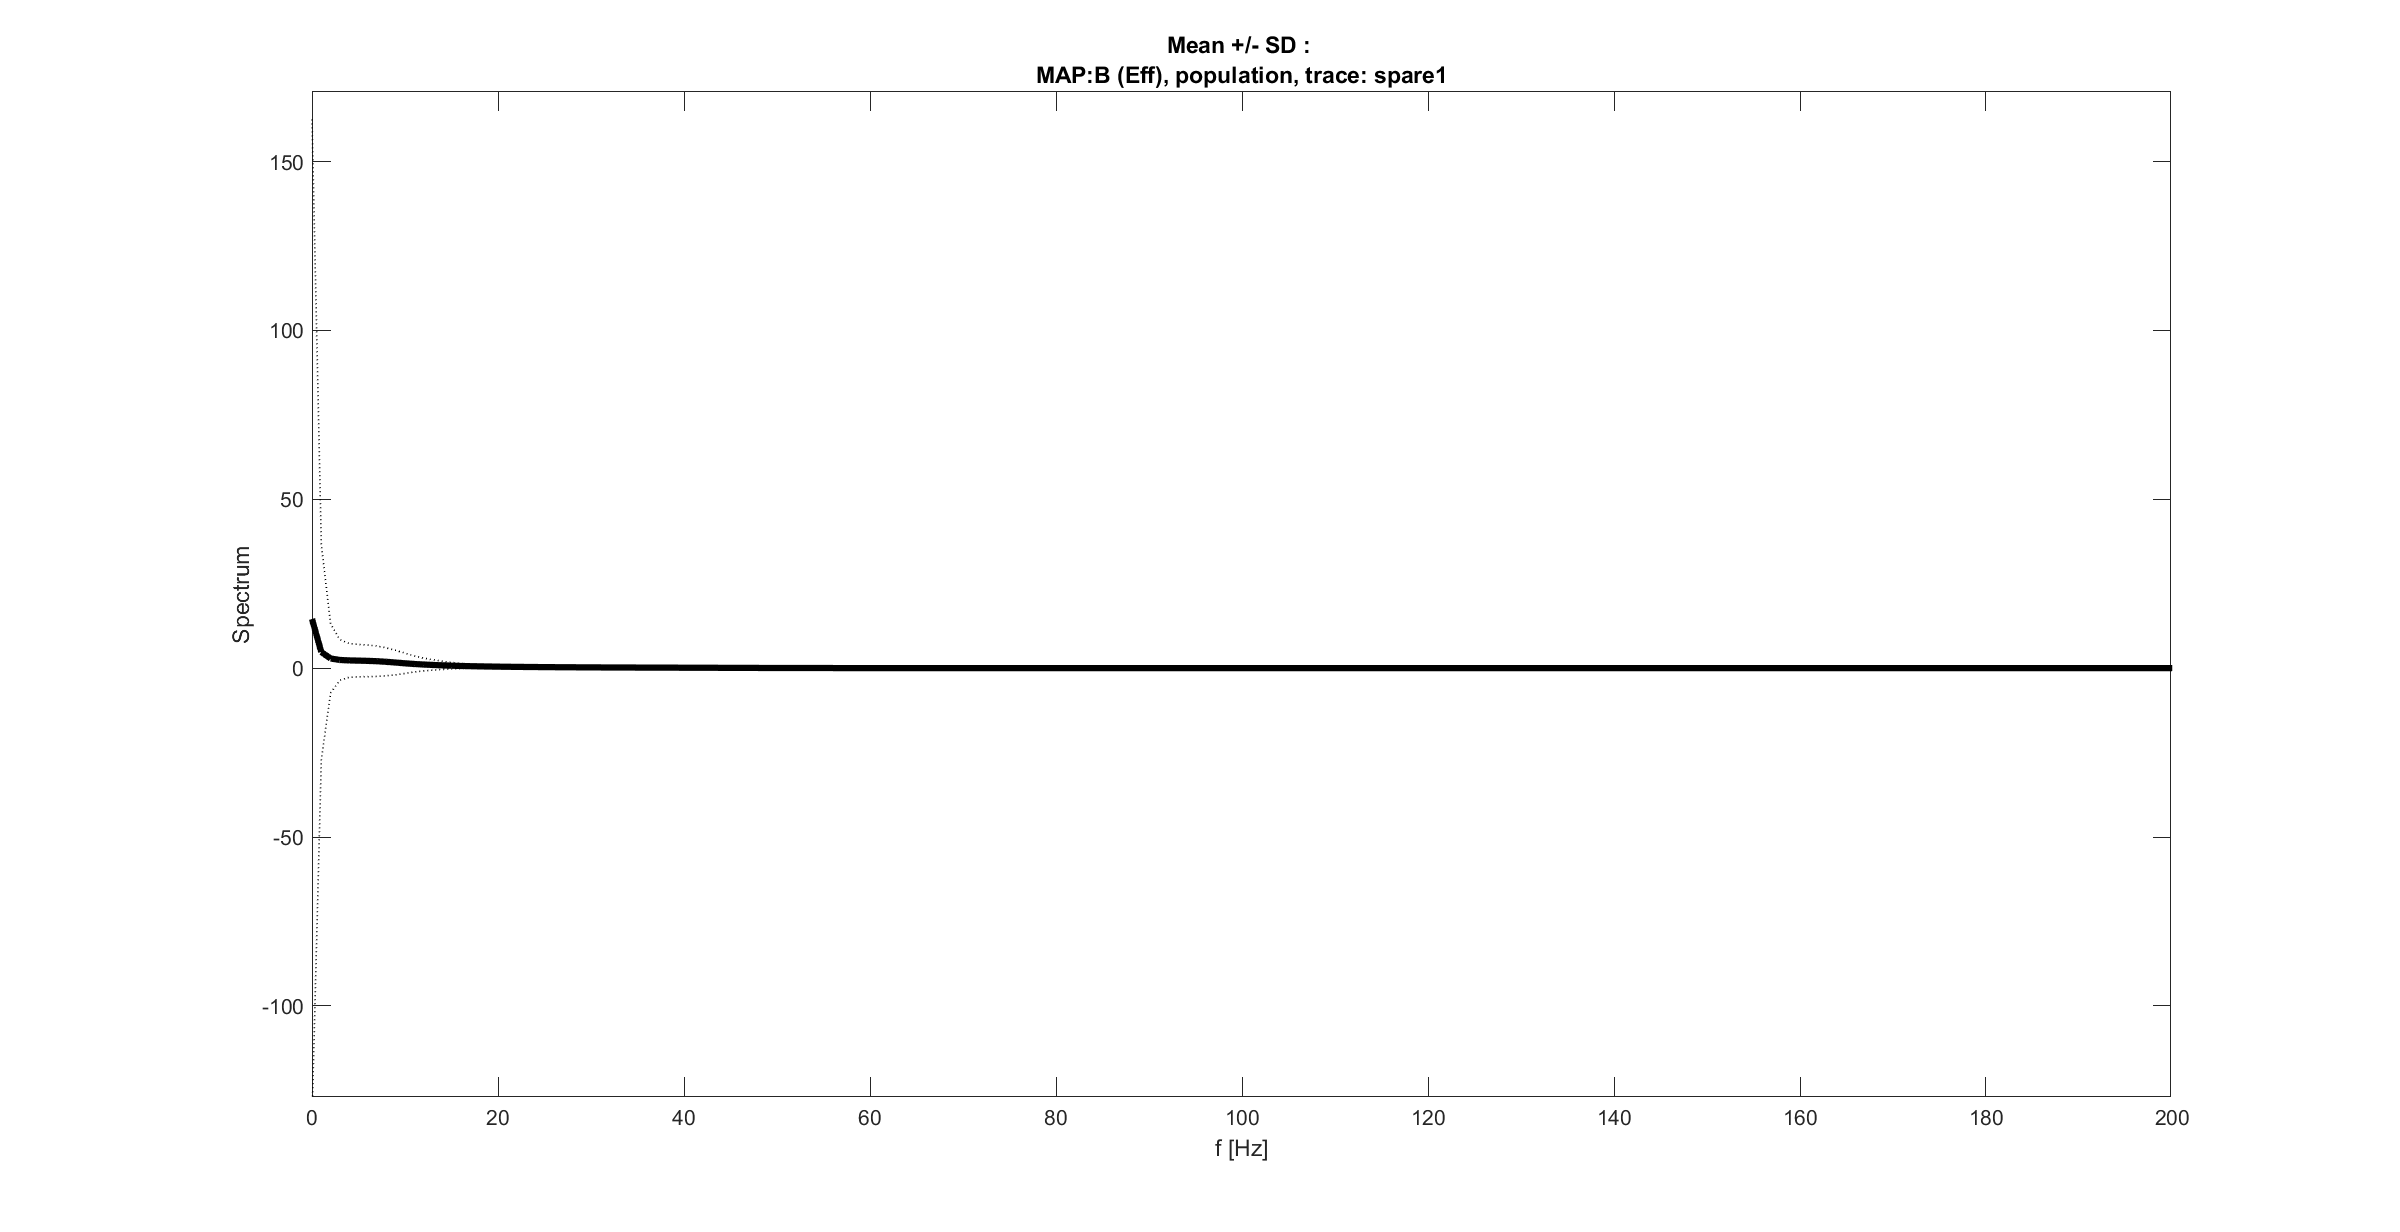 Mean +/- SD :
MAP:B (Eff), population, trace: spare1
150
100
50
0
-50
-100
Spectrum
0 20 40 60 80 100 120 140 160 180 200
f [Hz]